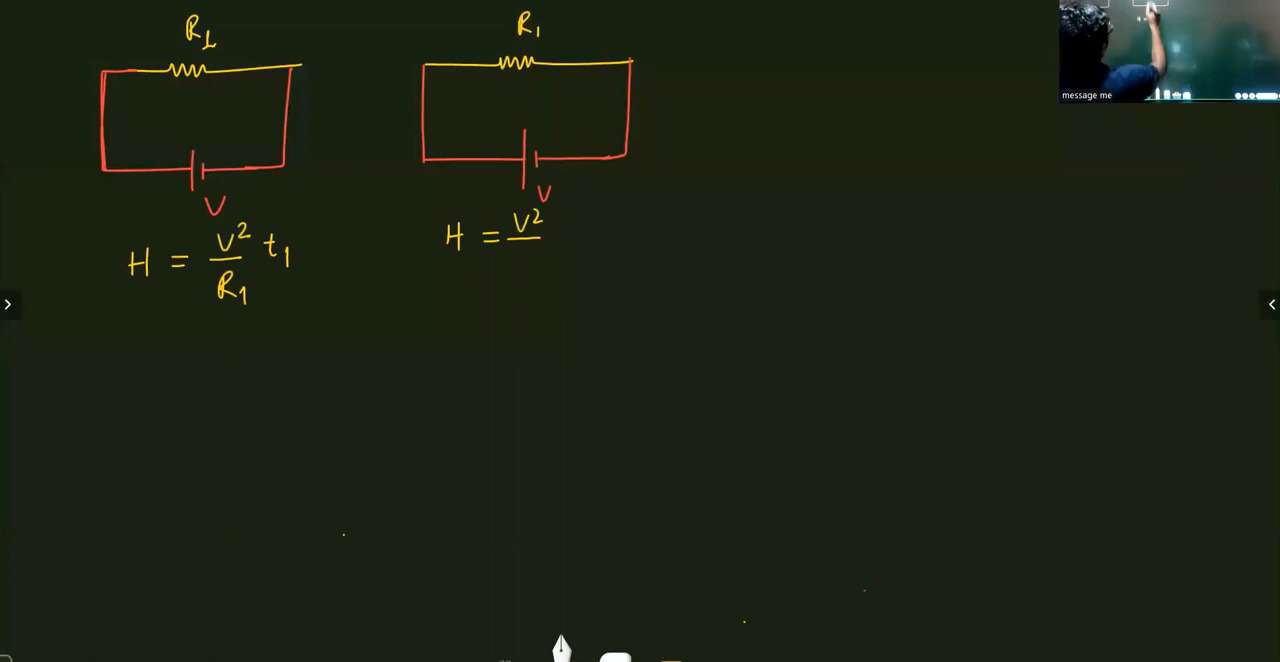 R₁
R₁
V
V
H = V²/R₁ t₁
H = V²/
message me